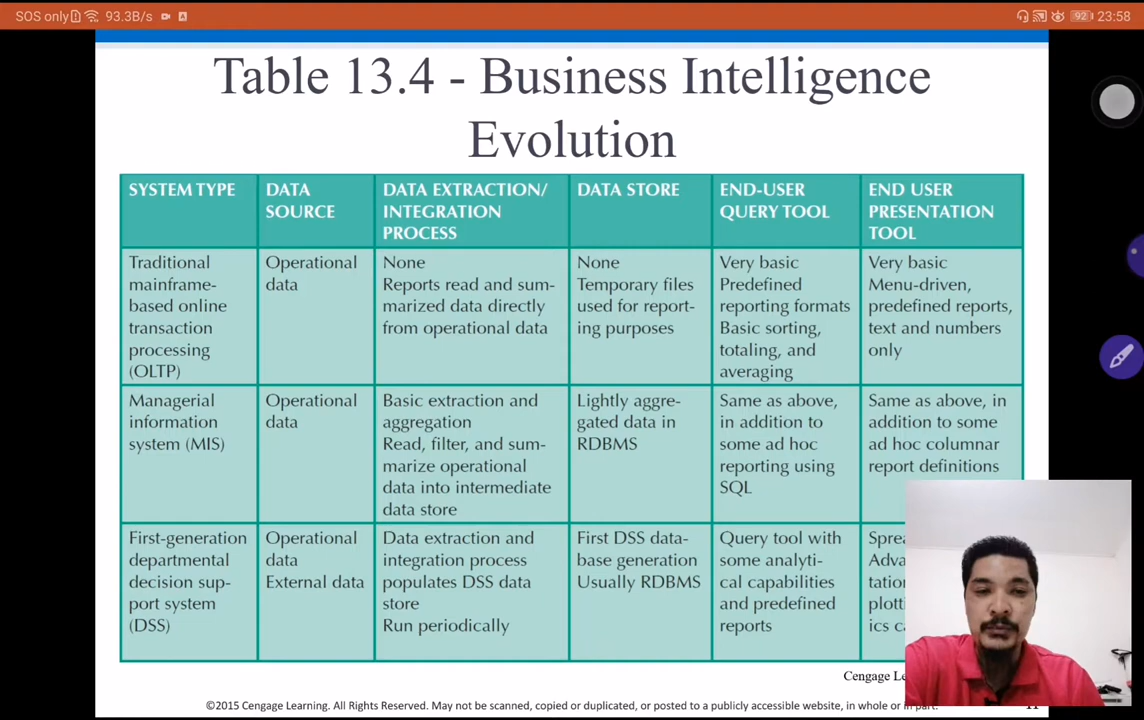 SOS only 93.3B/s 92 23:58
Table 13.4 - Business Intelligence
Evolution
SYSTEM TYPE
DATA
SOURCE
DATA EXTRACTION/
INTEGRATION
PROCESS
DATA STORE
END-USER
QUERY TOOL
END USER
PRESENTATION
TOOL
Traditional
mainframe-
based online
transaction
processing
(OLTP)
Operational
data
None
Reports read and sum-
marized data directly
from operational data
None
Temporary files
used for report-
ing purposes
Very basic
Predefined
reporting formats
Basic sorting,
totaling, and
averaging
Very basic
Menu-driven,
predefined reports,
text and numbers
only
Managerial
information
system (MIS)
Operational
data
Basic extraction and
aggregation
Read, filter, and sum-
marize operational
data into intermediate
data store
Lightly aggre-
gated data in
RDBMS
Same as above,
in addition to
some ad hoc
reporting using
SQL
Same as above, in
addition to some
ad hoc columnar
report definitions
First-generation
departmental
decision sup-
port system
(DSS)
Operational
data
External data
Data extraction and
integration process
populates DSS data
store
Run periodically
First DSS data-
base generation
Usually RDBMS
Query tool with
some analyti-
cal capabilities
and predefined
reports
Cengage
©2015 Cengage Learning. All Rights Reserved. May not be scanned, copied or duplicated, or posted to a publicly accessible website, in whole or in part.